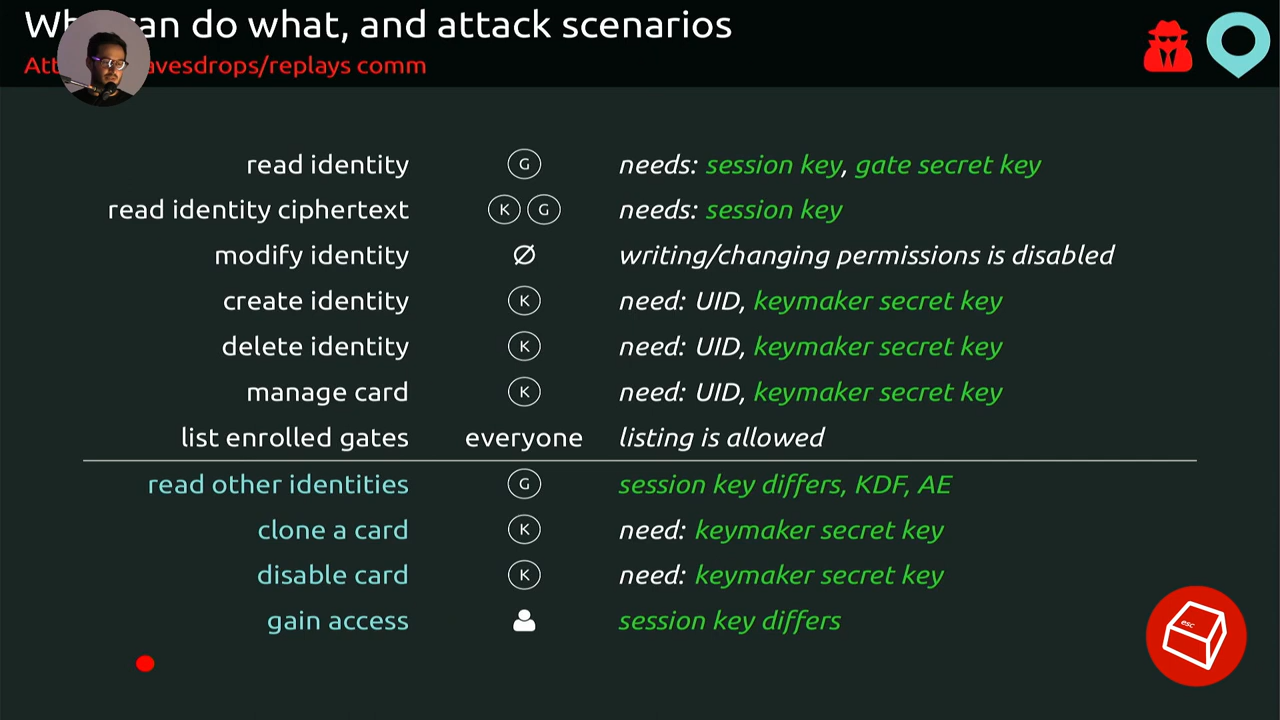 can do what, and attack scenarios
eavesdrops/replays comm
read identity G needs: session key, gate secret key
read identity ciphertext K G needs: session key
modify identity ∅ writing/changing permissions is disabled
create identity K need: UID, keymaker secret key
delete identity K need: UID, keymaker secret key
manage card K need: UID, keymaker secret key
list enrolled gates everyone listing is allowed
read other identities G session key differs, KDF, AE
clone a card K need: keymaker secret key
disable card K need: keymaker secret key
gain access session key differs
esc